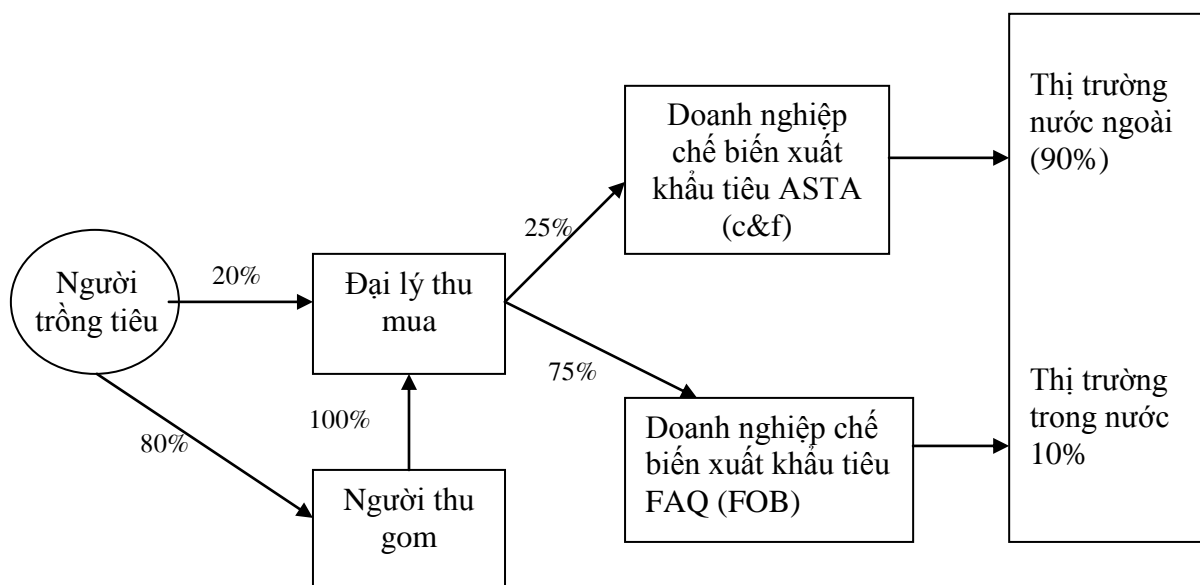 Người
trồng tiêu
20%
80%
Đại lý thu
mua
100%
Người thu
gom
25%
75%
Doanh nghiệp
chế biến xuất
khẩu tiêu ASTA
(c&f)
Doanh nghiệp chế
biến xuất khẩu tiêu
FAQ (FOB)
Thị trường
nước ngoài
(90%)
Thị trường
trong nước
10%